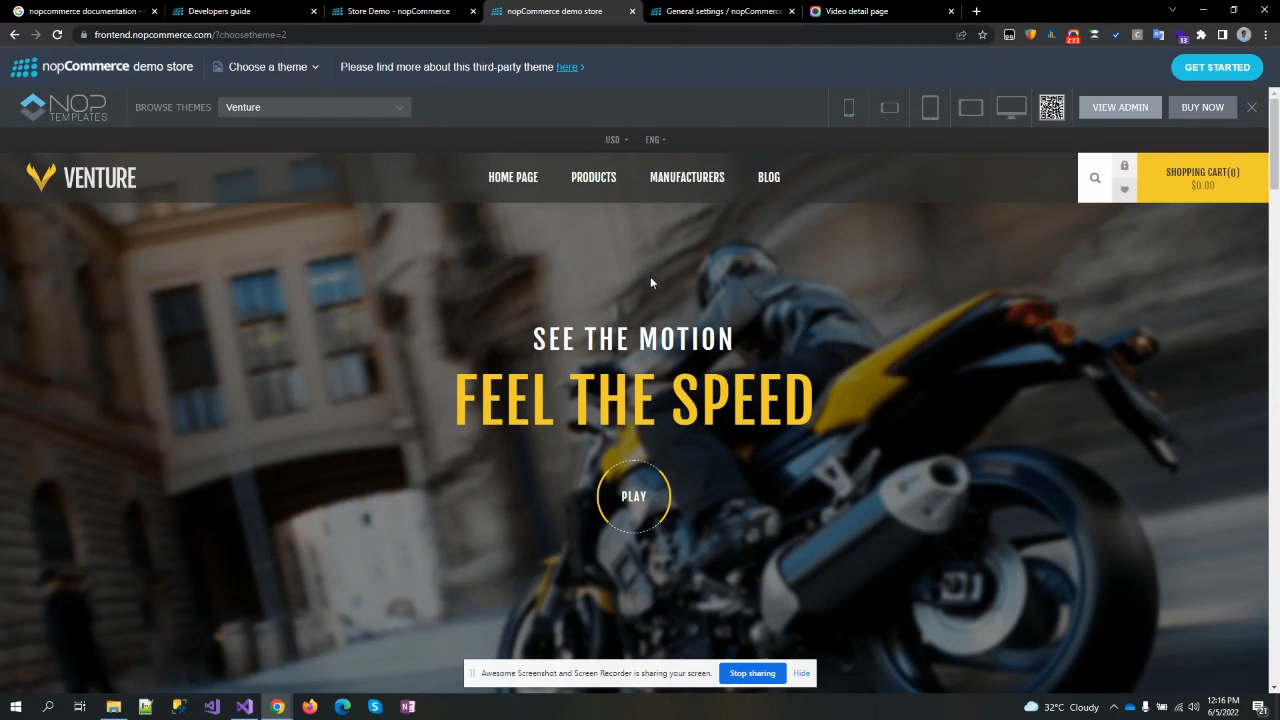 nopcommerce documentation -
Developers guide
Store Demo - nopCommerce
nopCommerce demo store
General settings / nopCommerce
Video detail page
frontend.nopcommerce.com/?choosetheme=2
2:23
13
nopCommerce demo store
Choose a theme
Please find more about this third-party theme here >
GET STARTED
NOP
TEMPLATES
BROWSE THEMES
Venture
VIEW ADMIN
BUY NOW
USD
ENG
VENTURE
HOME PAGE
PRODUCTS
MANUFACTURERS
BLOG
SHOPPING CART(0)
$0.00
SEE THE MOTION
FEEL THE SPEED
PLAY
Awesome Screenshot and Screen Recorder is sharing your screen.
Stop sharing
Hide
32°C Cloudy
12:16 PM
6/5/2022
21